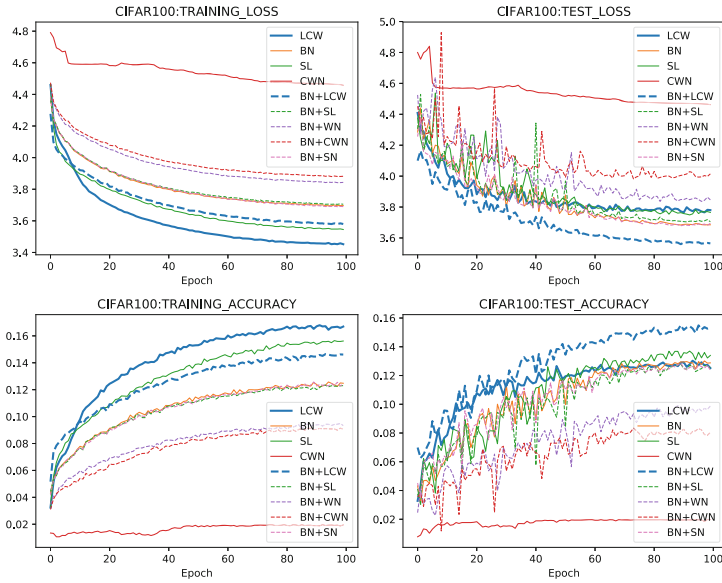 CIFAR100:TRAINING_LOSS
4.8
4.6
4.4
4.2
4.0
3.8
3.6
3.4
0 20 40 60 80 100
Epoch
LCW
BN
SL
CWN
BN+LCW
BN+SL
BN+WN
BN+CWN
BN+SN
CIFAR100:TEST_LOSS
5.0
4.8
4.6
4.4
4.2
4.0
3.8
3.6
0 20 40 60 80 100
Epoch
LCW
BN
SL
CWN
BN+LCW
BN+SL
BN+WN
BN+CWN
BN+SN
CIFAR100:TRAINING_ACCURACY
0.16
0.14
0.12
0.10
0.08
0.06
0.04
0.02
0 20 40 60 80 100
Epoch
LCW
BN
SL
CWN
BN+LCW
BN+SL
BN+WN
BN+CWN
BN+SN
CIFAR100:TEST_ACCURACY
0.16
0.14
0.12
0.10
0.08
0.06
0.04
0.02
0 20 40 60 80 100
Epoch
LCW
BN
SL
CWN
BN+LCW
BN+SL
BN+WN
BN+CWN
BN+SN